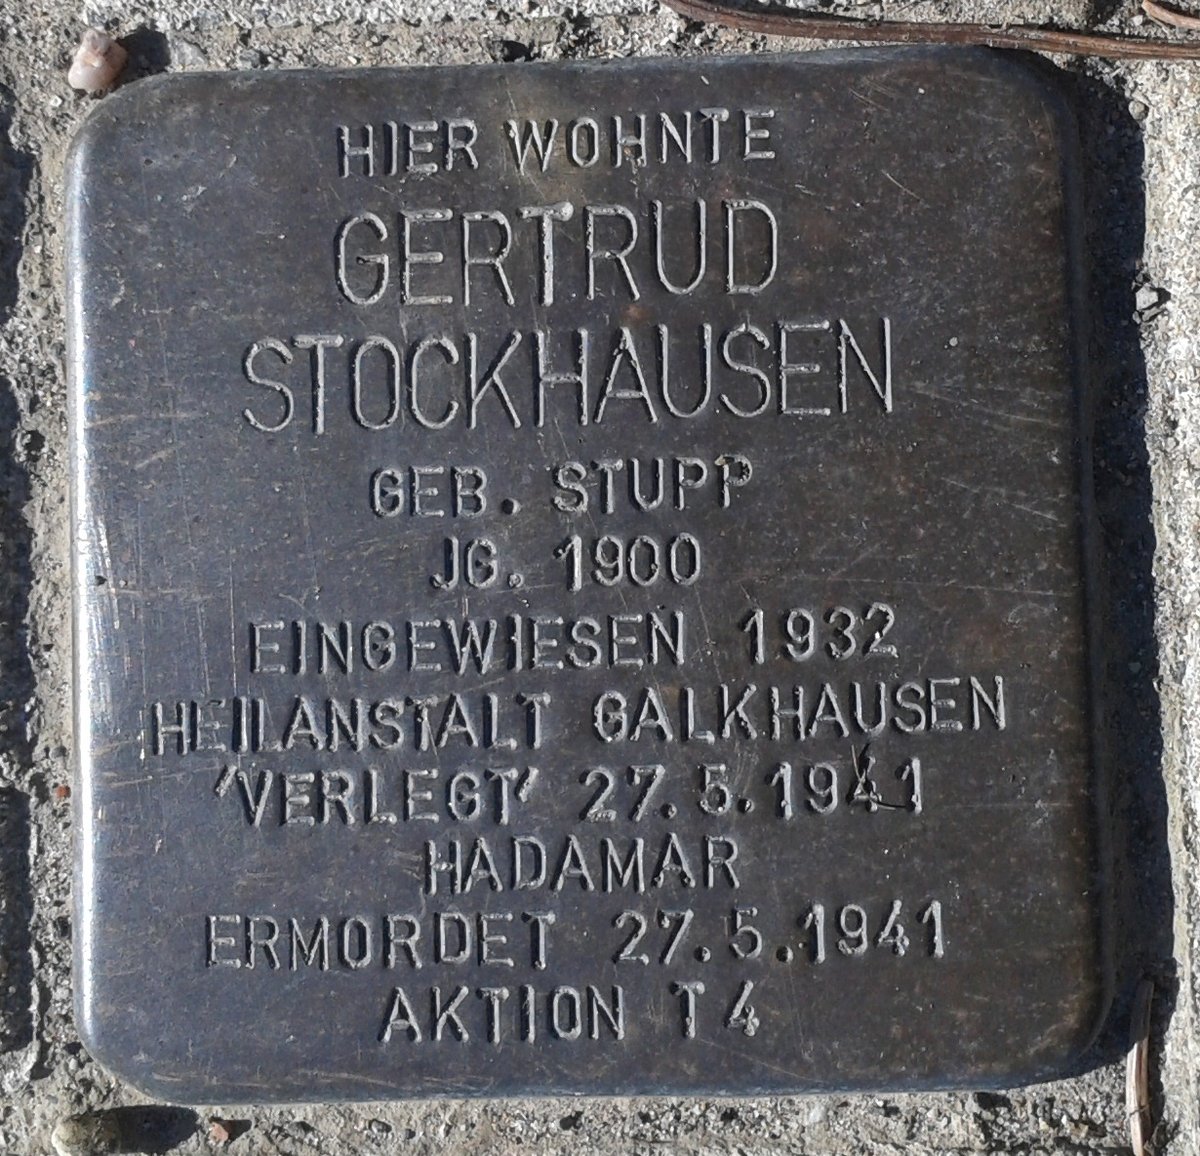 HIER WOHNTE
GERTRUD
STOCKHAUSEN
GEB. STUPP
JG. 1900
EINGEWIESEN 1932
HEILANSTALT GALKHAUSEN
'VERLEGT' 27.5.1941
HADAMAR
ERMORDET 27.5.1941
AKTION T4